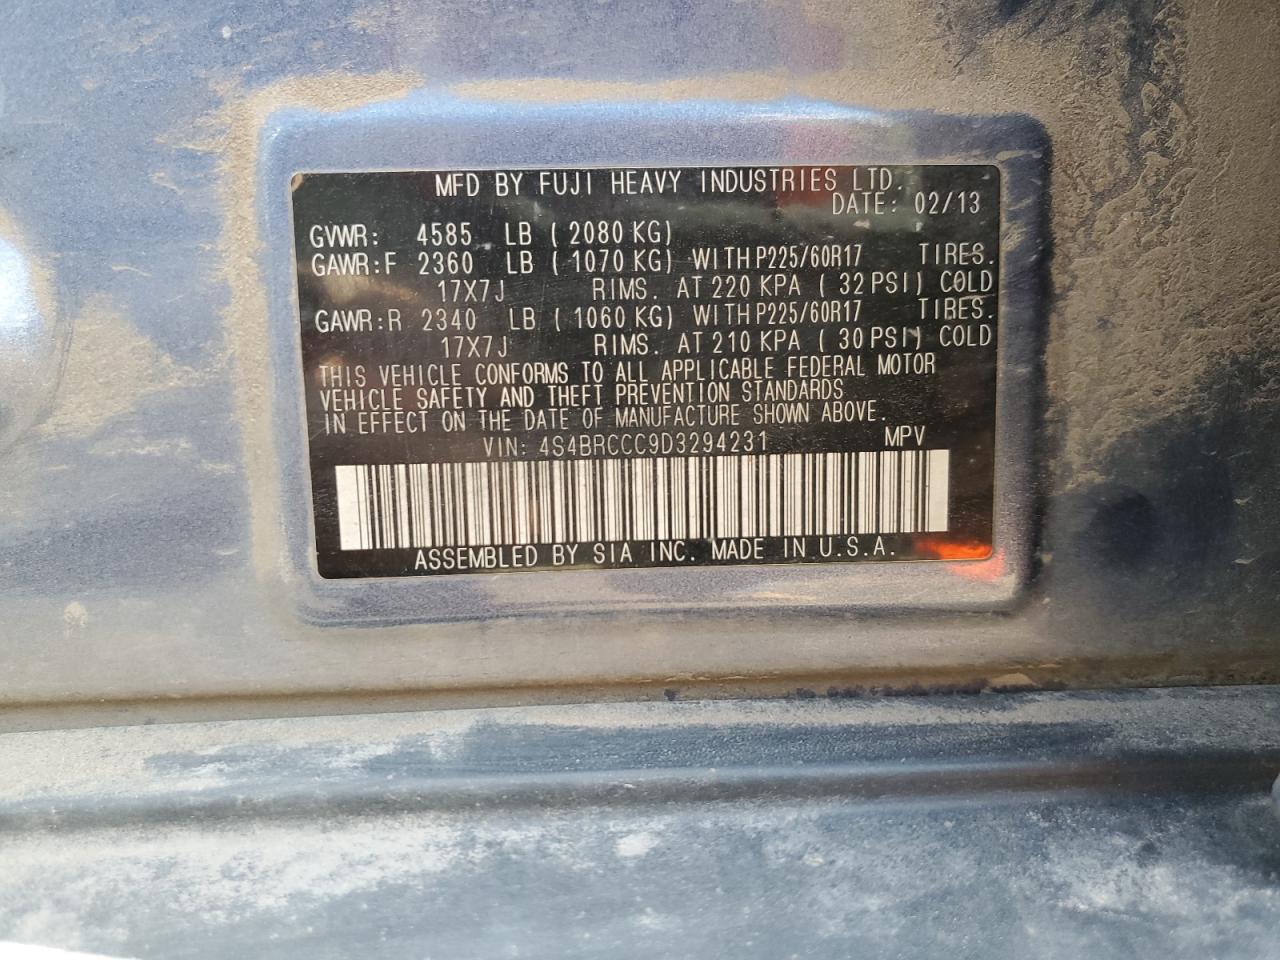 MFD BY FUJI HEAVY INDUSTRIES LTD.
DATE: 02/13
GVWR: 4585 LB ( 2080 KG)
GAWR:F 2360 LB ( 1070 KG) WITH P225/60R17 TIRES.
17X7J RIMS. AT 220 KPA ( 32 PSI) COLD
GAWR:R 2340 LB ( 1060 KG) WITH P225/60R17 TIRES.
17X7J RIMS. AT 210 KPA ( 30 PSI) COLD
THIS VEHICLE CONFORMS TO ALL APPLICABLE FEDERAL MOTOR
VEHICLE SAFETY AND THEFT PREVENTION STANDARDS
IN EFFECT ON THE DATE OF MANUFACTURE SHOWN ABOVE.
VIN: 4S4BRCCC9D3294231 MPV
ASSEMBLED BY SIA INC. MADE IN U.S.A.